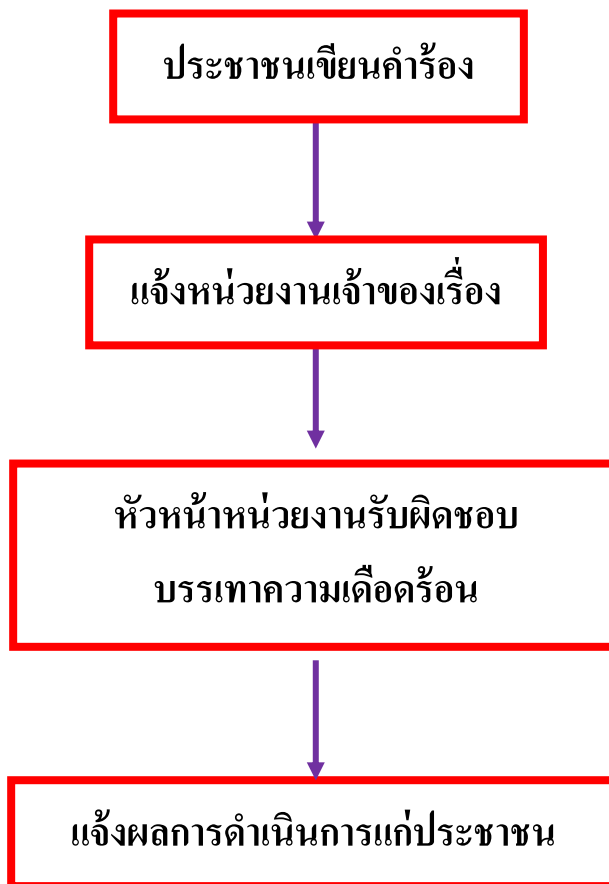 ประชาชนเขียนคำร้อง
แจ้งหน่วยงานเจ้าของเรื่อง
หัวหน้าหน่วยงานรับผิดชอบ
บรรเทาความเดือดร้อน
แจ้งผลการดำเนินการแก่ประชาชน